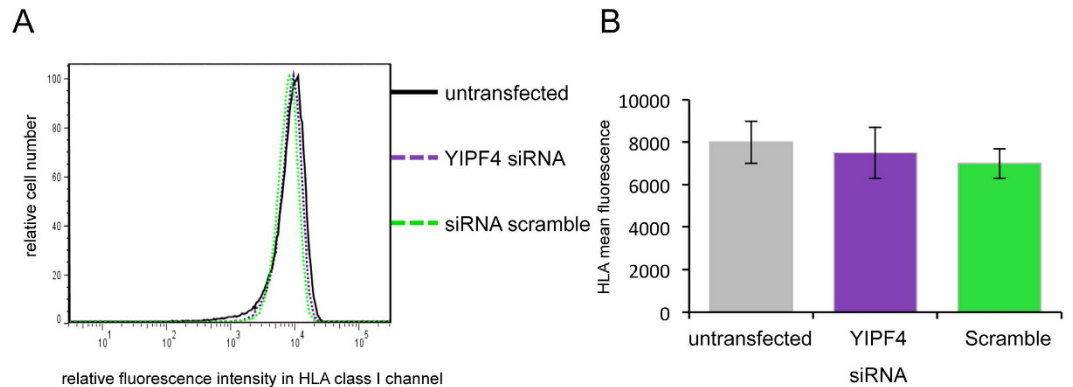 A
relative cell number
100
80
60
40
20
0
10^1
10^2
10^3
10^4
10^5
relative fluorescence intensity in HLA class I channel
untransfected
YIPF4 siRNA
siRNA scramble
B
HLA mean fluorescence
10000
8000
6000
4000
2000
0
untransfected
YIPF4
Scramble
siRNA